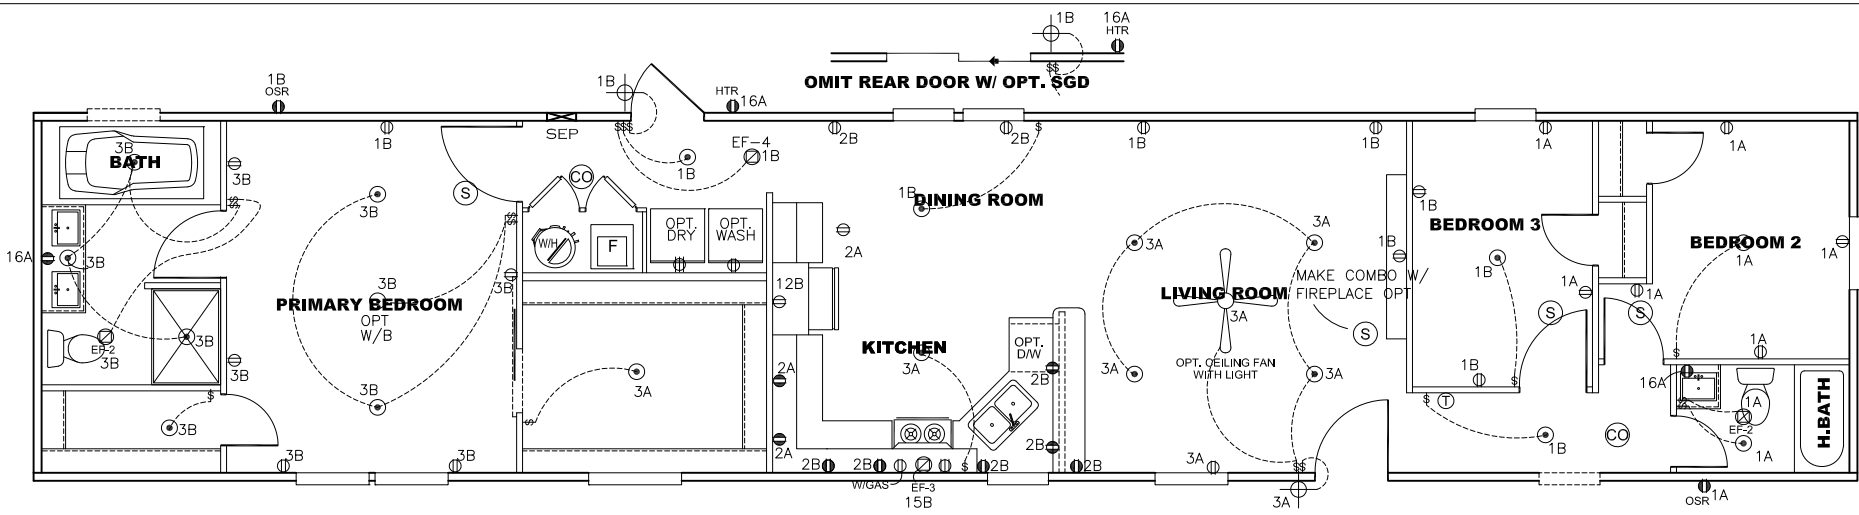 1B
16A
HTR
OMIT REAR DOOR W/ OPT. SGD
1B
OSR
1B
HTR
16A
SEP
EF-4
1B
1B
BATH
3B
3B
1B
S
CO
2B
2B
1B
1B
1A
1A
1B
DINING ROOM
3B
OPT.
DRY
OPT.
WASH
W/H
F
2A
3A
3A
1B
1B
BEDROOM 3
BEDROOM 2
1A
1A
16A
3B
3B
3B
PRIMARY BEDROOM
OPT
W/B
12B
LIVING ROOM
3A
MAKE COMBO W/
FIREPLACE OPT
S
1B
1A
1A
S
S
EF-2
3B
3B
3B
KITCHEN
3A
OPT.
D/W
2B
OPT. CEILING FAN
WITH LIGHT
3A
3A
1B
1A
3B
3A
2A
16A
T
1A
EF-2
1A
H.BATH
3B
3B
3B
2A
2B
2B
2B
2B
2B
W/GAS
EF-3
15B
3A
3A
1B
CO
OSR
1A